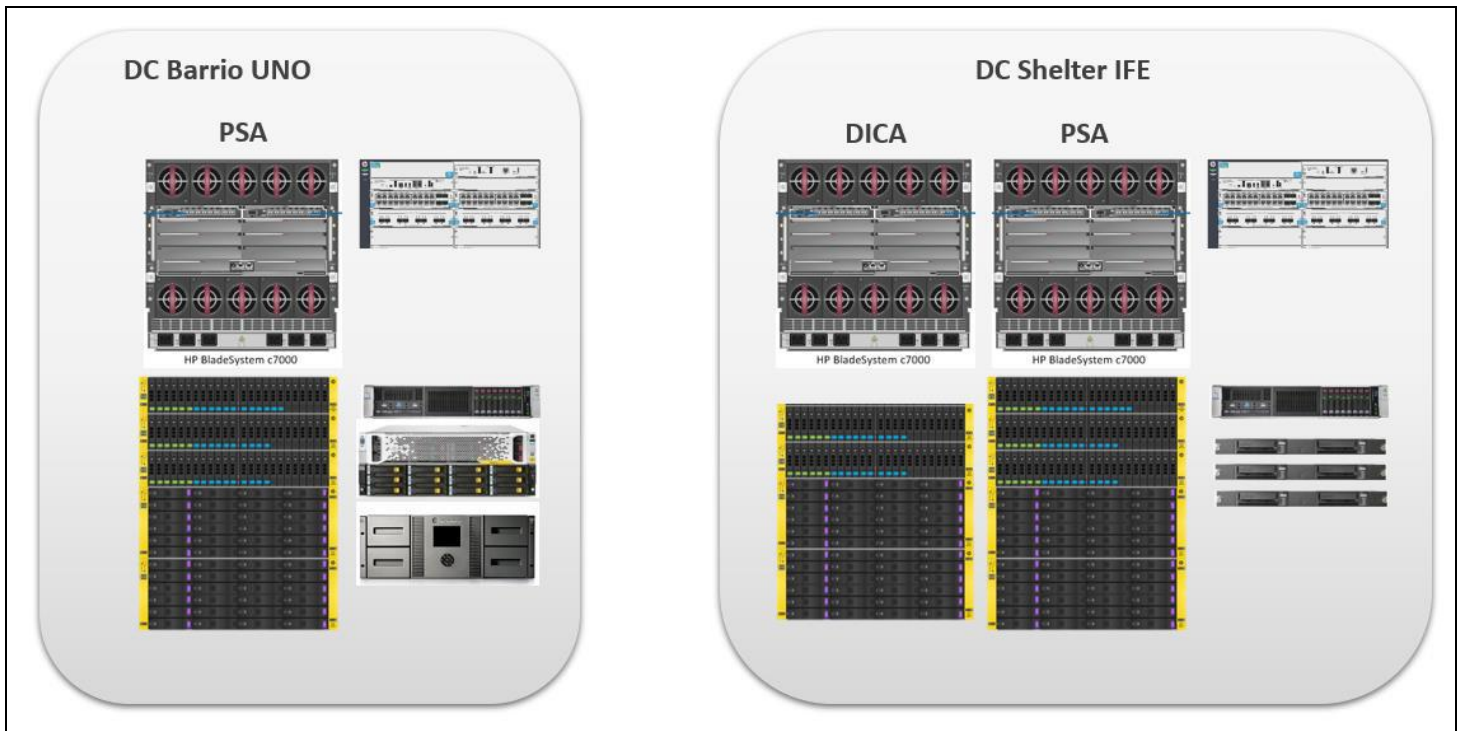 DC Barrio UNO
PSA
HP BladeSystem c7000
DC Shelter IFE
DICA
PSA
HP BladeSystem c7000
HP BladeSystem c7000